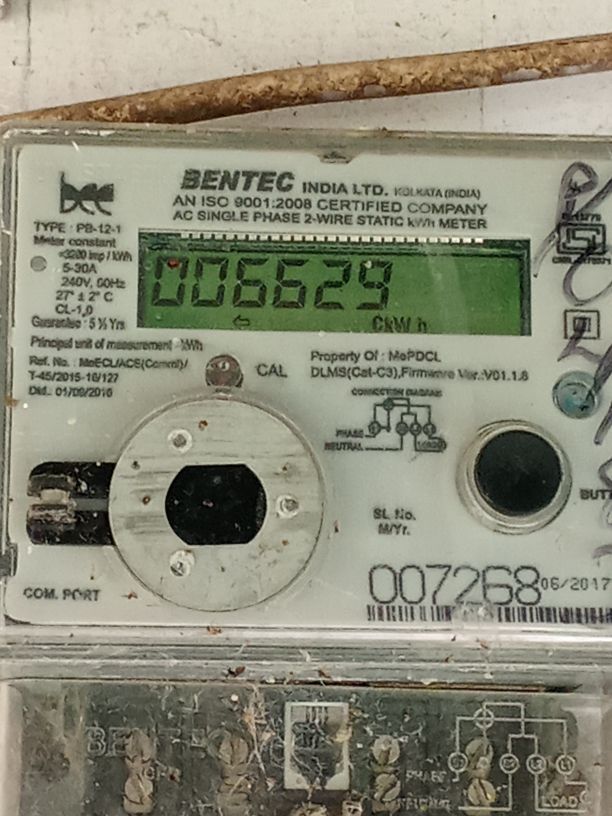 BENTEC INDIA LTD. KOLKATA (INDIA)
AN ISO 9001:2008 CERTIFIED COMPANY
AC SINGLE PHASE 2-WIRE STATIC kWh METER
TYPE : PB-12-1
Meter constant
=3200 imp / kWh
5-30A
240V, 50Hz
27° ± 2° C
CL-1.0
Guarantee : 5 ½ Yrs
006629
CkWh
Principal unit of measurement - kWh
Ref. No. : MeECL/ACE(Comml)/
T-45/2015-16/127
Dtd.. 01/09/2016
CAL
Property Of : MePDCL
DLMS(Cat-C3), Firmware Ver.:V01.1.8
CONNECTION DIAGRAM
PHASE
NEUTRAL
LOAD
SL No.
M/Yr.
COM. PORT
007268 06/2017
PHASE
LOAD